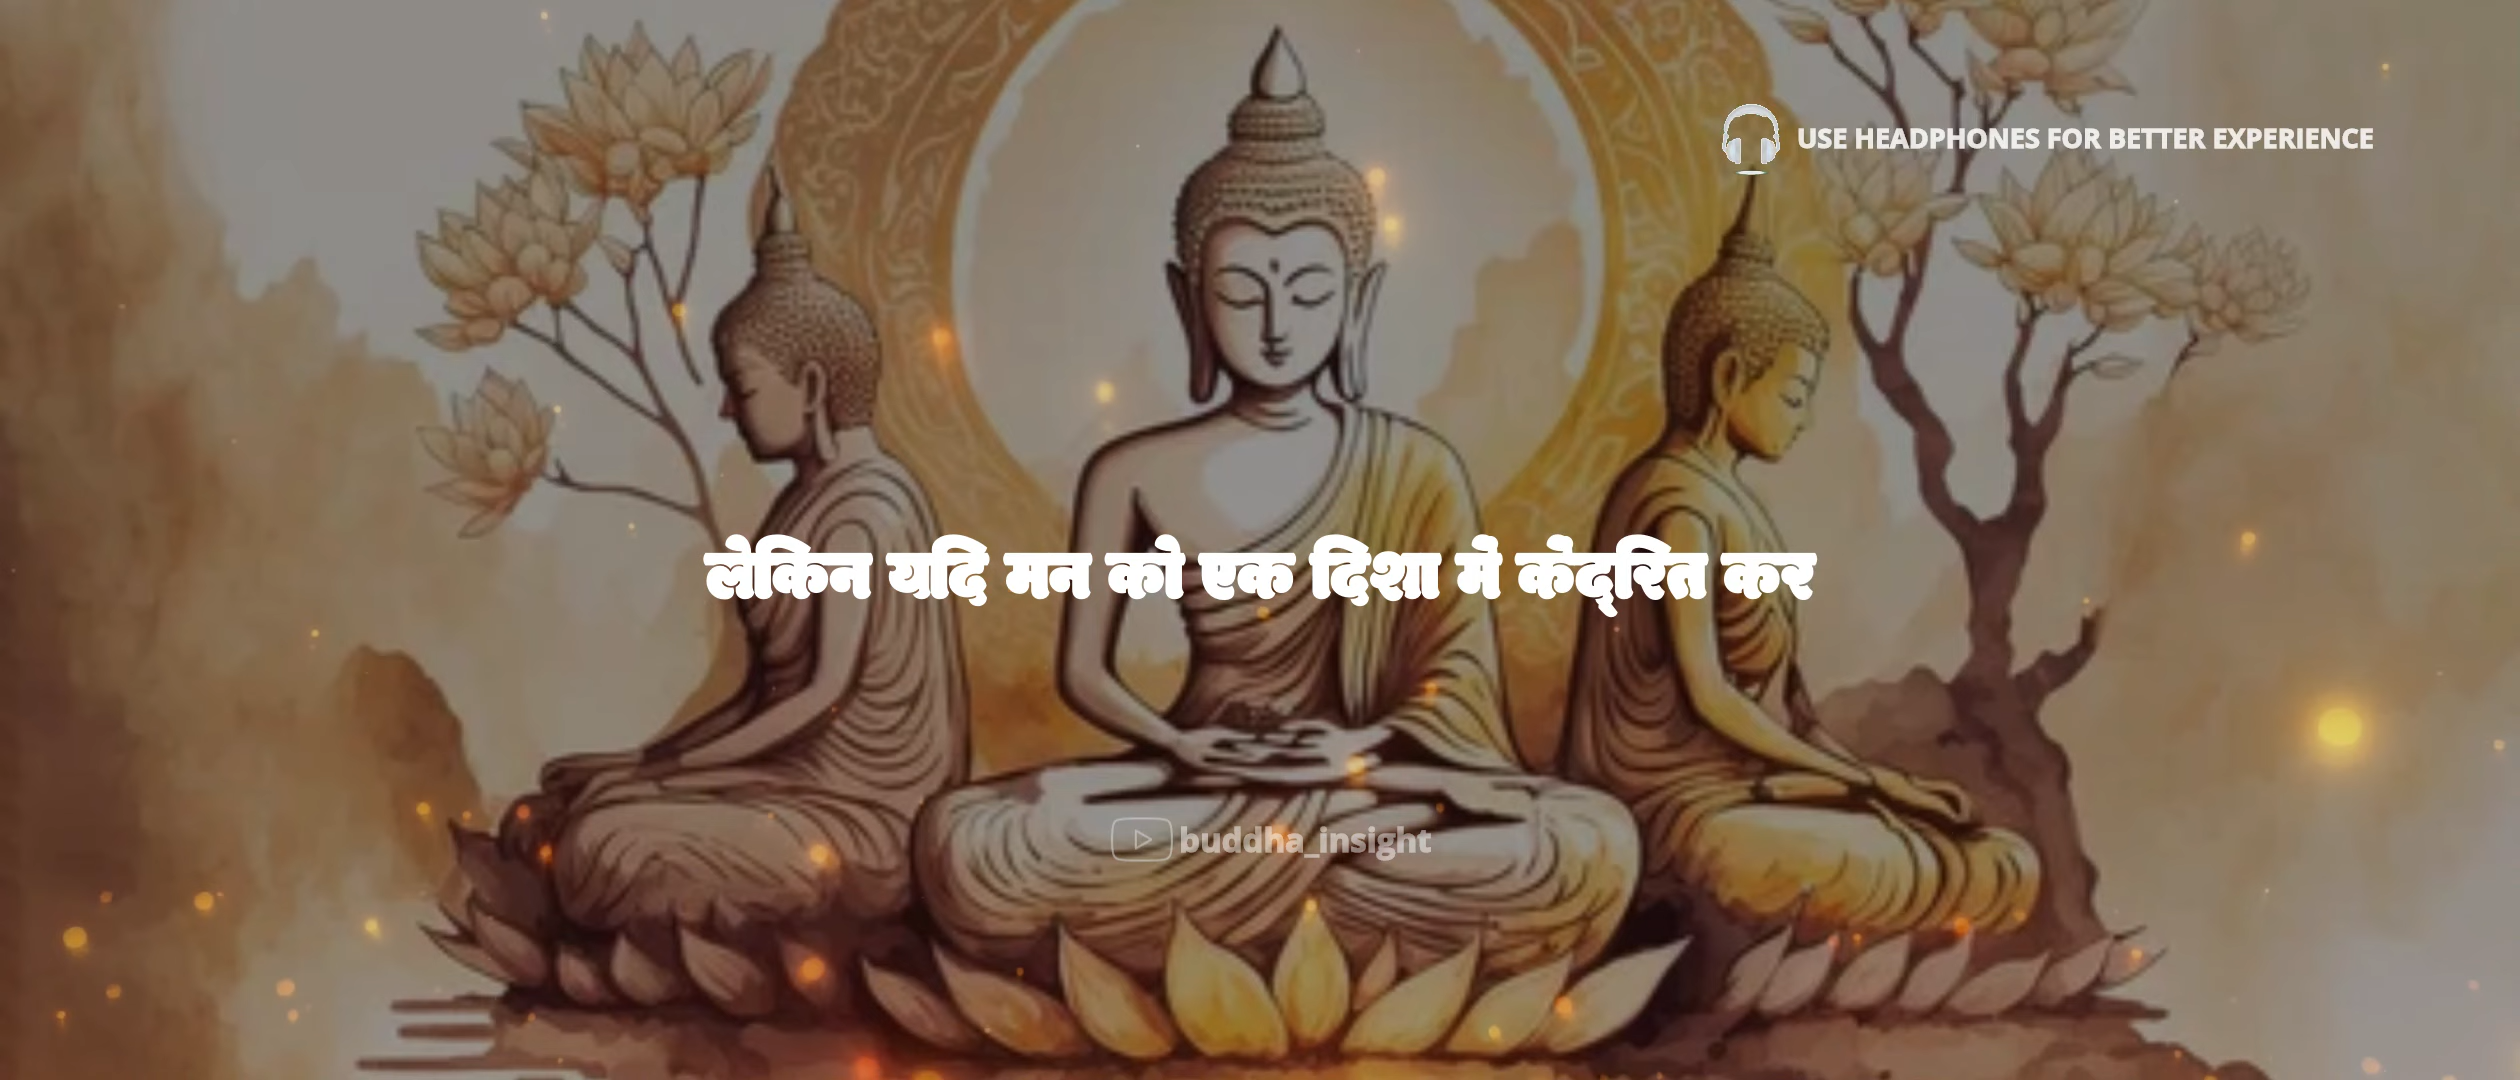 USE HEADPHONES FOR BETTER EXPERIENCE
लेकिन यदि मन को एक दिशा में केंद्रित कर
buddha_insight